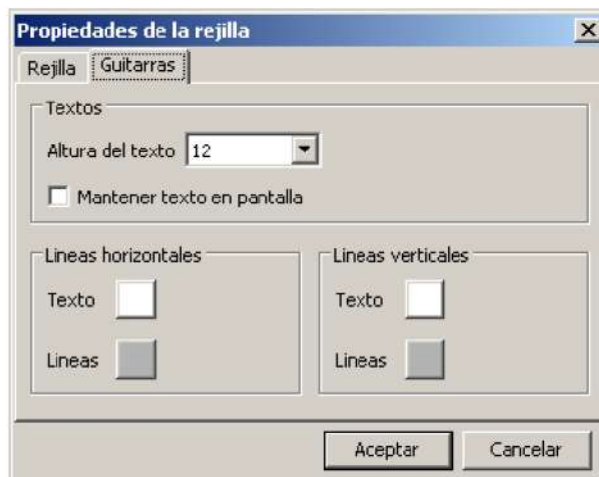 Propiedades de la rejilla
Rejilla Guitarras
Textos
Altura del texto 12
Mantener texto en pantalla
Lineas horizontales Lineas verticales
Texto Texto
Lineas Lineas
Aceptar Cancelar